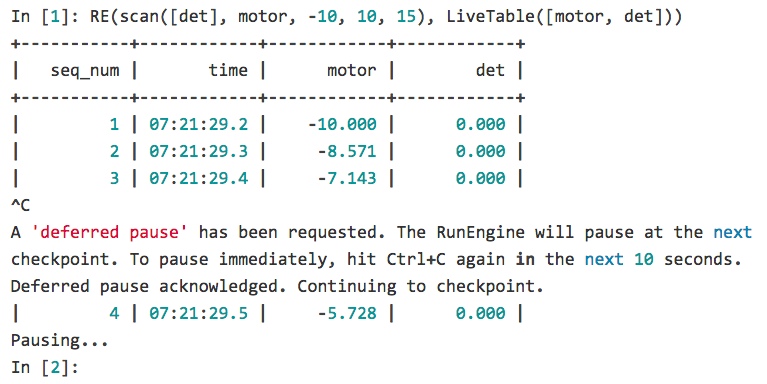 In [1]: RE(scan([det], motor, -10, 10, 15), LiveTable([motor, det]))
+-----------+------------+------------+------------+
|   seq_num |       time |      motor |        det |
+-----------+------------+------------+------------+
|         1 | 07:21:29.2 |    -10.000 |      0.000 |
|         2 | 07:21:29.3 |     -8.571 |      0.000 |
|         3 | 07:21:29.4 |     -7.143 |      0.000 |
^C
A 'deferred pause' has been requested. The RunEngine will pause at the next
checkpoint. To pause immediately, hit Ctrl+C again in the next 10 seconds.
Deferred pause acknowledged. Continuing to checkpoint.
|         4 | 07:21:29.5 |     -5.728 |      0.000 |
Pausing...
In [2]: